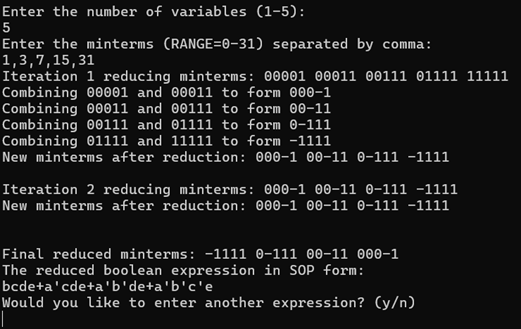 Enter the number of variables (1-5):
5
Enter the minterms (RANGE=0-31) separated by comma:
1,3,7,15,31
Iteration 1 reducing minterms: 00001 00011 00111 01111 11111
Combining 00001 and 00011 to form 000-1
Combining 00011 and 00111 to form 00-11
Combining 00111 and 01111 to form 0-111
Combining 01111 and 11111 to form -1111
New minterms after reduction: 000-1 00-11 0-111 -1111
Iteration 2 reducing minterms: 000-1 00-11 0-111 -1111
New minterms after reduction: 000-1 00-11 0-111 -1111
Final reduced minterms: -1111 0-111 00-11 000-1
The reduced boolean expression in SOP form:
bcde+a'cde+a'b'de+a'b'c'e
Would you like to enter another expression? (y/n)